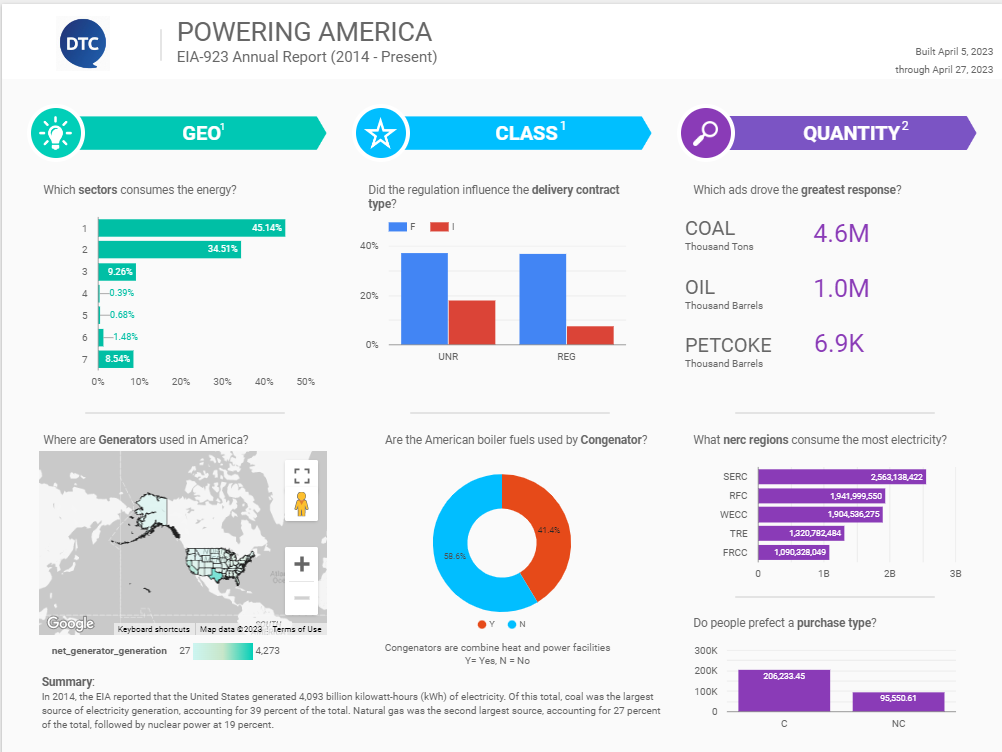 DTC
POWERING AMERICA
EIA-923 Annual Report (2014 - Present)
Built April 5, 2023
through April 27, 2023
GEO1
CLASS1
QUANTITY2
Which sectors consumes the energy?
1
45.14%
2
34.51%
3
9.26%
4
0.39%
5
0.68%
6
1.48%
7
8.54%
0% 10% 20% 30% 40% 50%
Did the regulation influence the delivery contract
type?
F I
40%
20%
0%
UNR REG
Which ads drove the greatest response?
COAL
Thousand Tons
4.6M
OIL
Thousand Barrels
1.0M
PETCOKE
Thousand Barrels
6.9K
Where are Generators used in America?
Google
Keyboard shortcuts Map data ©2023 Terms of Use
net_generator_generation 27 4,273
Are the American boiler fuels used by Congenator?
41.4%
58.6%
Y N
Congenators are combine heat and power facilities
Y= Yes, N = No
What nerc regions consume the most electricity?
SERC 2,563,138,422
RFC 1,941,999,550
WECC 1,904,536,275
TRE 1,320,782,484
FRCC 1,090,328,049
0 1B 2B 3B
Do people prefect a purchase type?
300K
200K
100K
0
206,233.45
95,550.61
C NC
Summary:
In 2014, the EIA reported that the United States generated 4,093 billion kilowatt-hours (kWh) of electricity. Of this total, coal was the largest
source of electricity generation, accounting for 39 percent of the total. Natural gas was the second largest source, accounting for 27 percent
of the total, followed by nuclear power at 19 percent.